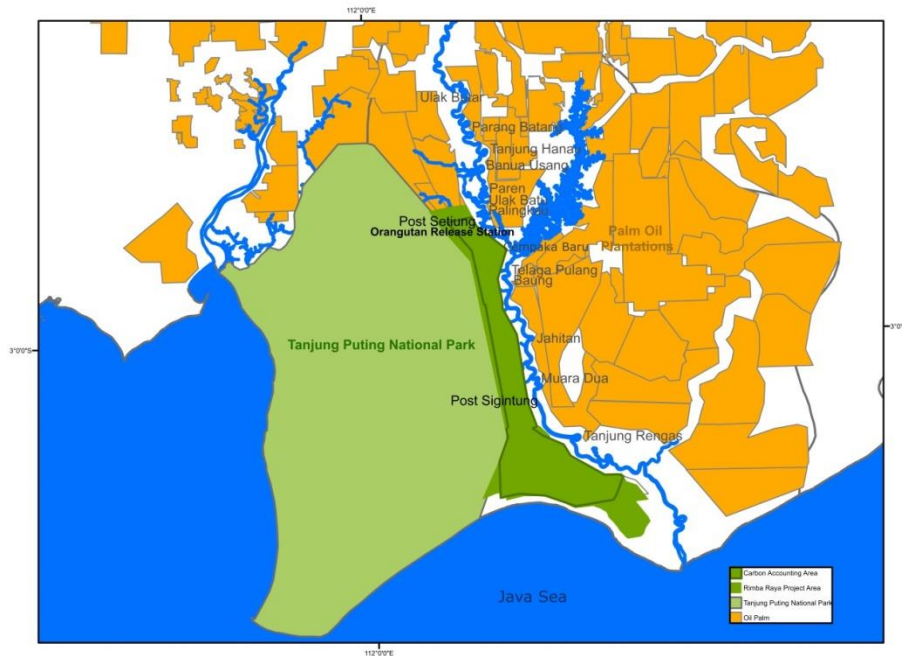 112°0'0"E
Ulak Batar
Parang Batang
Tanjung Hanau
Banua Usang
Paren
Ulak Batu
Palingkau
Post Setiung
Orangutan Release Station
Cempaka Baru
Palm Oil
Plantations
Telaga Pulang
Baung
3°0'0"S
Jahitan
Tanjung Puting National Park
Muara Dua
Post Sigintung
Tanjung Rengas
Java Sea
Carbon Accounting Area
Rimba Raya Project Area
Tanjung Puting National Park
Oil Palm
112°0'0"E